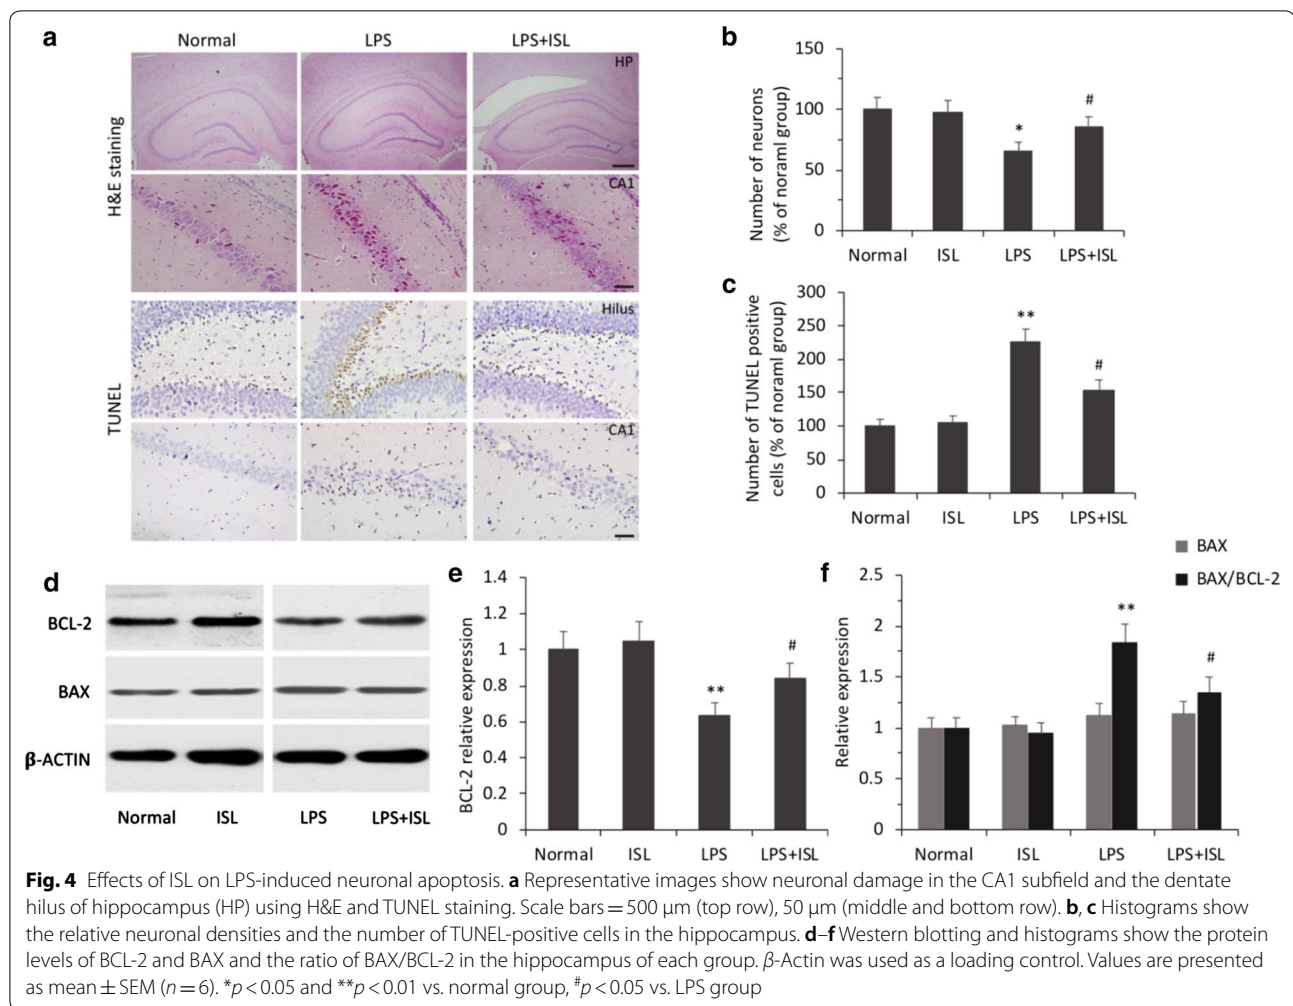 a
Normal LPS LPS+ISL
H&E staining
HP
CA1
TUNEL
Hilus
CA1
b
Number of neurons
(% of noraml group)
150
100
50
0
*
#
Normal ISL LPS LPS+ISL
c
Number of TUNEL positive
cells (% of noraml group)
300
250
200
150
100
50
0
**
#
Normal ISL LPS LPS+ISL
d
BCL-2
BAX
β-ACTIN
Normal ISL LPS LPS+ISL
e
BCL-2 relative expression
1.4
1.2
1
0.8
0.6
0.4
0.2
0
**
#
Normal ISL LPS LPS+ISL
f
BAX
BAX/BCL-2
Relative expression
2.5
2
1.5
1
0.5
0
**
#
Normal ISL LPS LPS+ISL
Fig. 4 Effects of ISL on LPS-induced neuronal apoptosis. a Representative images show neuronal damage in the CA1 subfield and the dentate
hilus of hippocampus (HP) using H&E and TUNEL staining. Scale bars = 500 μm (top row), 50 μm (middle and bottom row). b, c Histograms show
the relative neuronal densities and the number of TUNEL-positive cells in the hippocampus. d–f Western blotting and histograms show the protein
levels of BCL-2 and BAX and the ratio of BAX/BCL-2 in the hippocampus of each group. β-Actin was used as a loading control. Values are presented
as mean ± SEM (n = 6). *p < 0.05 and **p < 0.01 vs. normal group, #p < 0.05 vs. LPS group